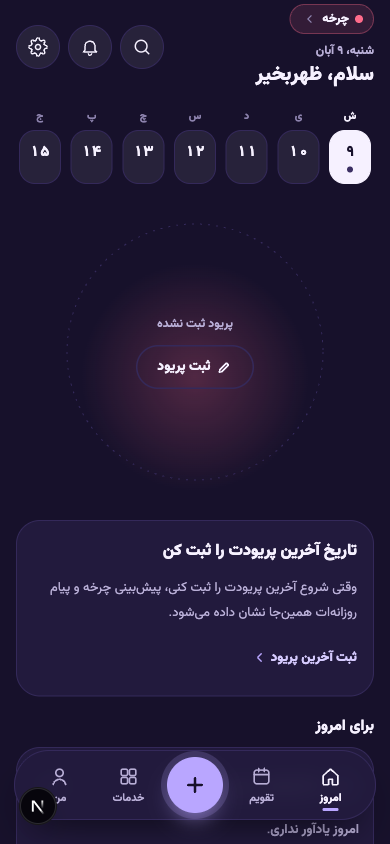 چرخه
شنبه، ۹ آبان
سلام، ظهربخیر
ش ی د س چ پ ج
۹ ۱۰ ۱۱ ۱۲ ۱۳ ۱۴ ۱۵
پریود ثبت نشده
ثبت پریود
تاریخ آخرین پریودت را ثبت کن
وقتی شروع آخرین پریودت را ثبت کنی، پیش‌بینی چرخه و پیام
روزانه‌ات همین‌جا نشان داده می‌شود.
ثبت آخرین پریود
برای امروز
امروز تقویم خدمات من
N
امروز یادآور نداری.